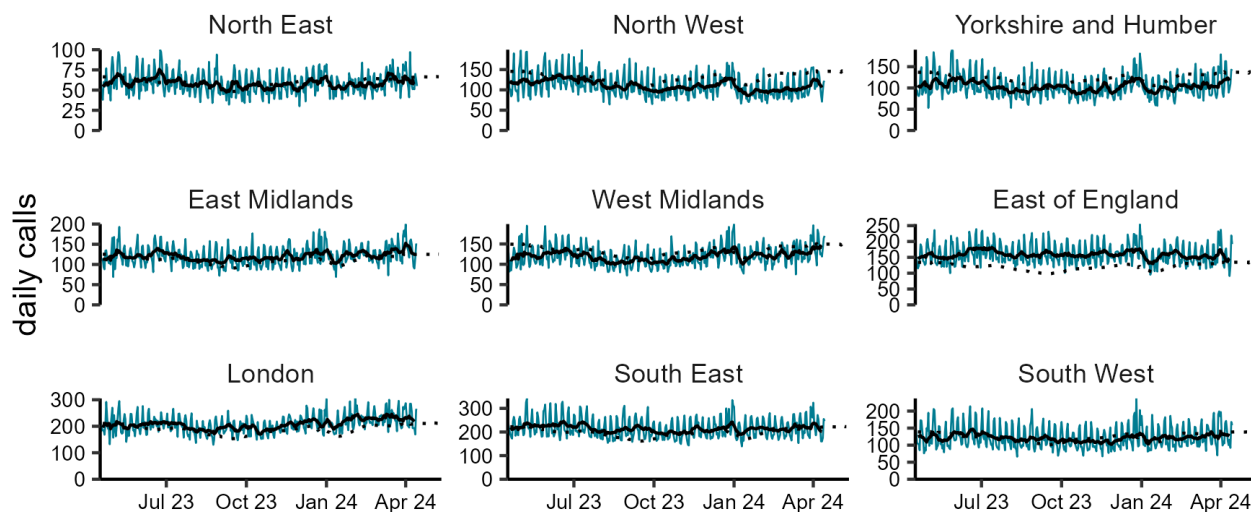 North East North West Yorkshire and Humber
100 75 50 25 0
150 100 50 0
150 100 50 0
daily calls
East Midlands West Midlands East of England
200 150 100 50 0
150 100 50 0
250 200 150 100 50 0
London South East South West
300 200 100 0
300 200 100 0
200 150 100 50 0
Jul 23 Oct 23 Jan 24 Apr 24 Jul 23 Oct 23 Jan 24 Apr 24 Jul 23 Oct 23 Jan 24 Apr 24